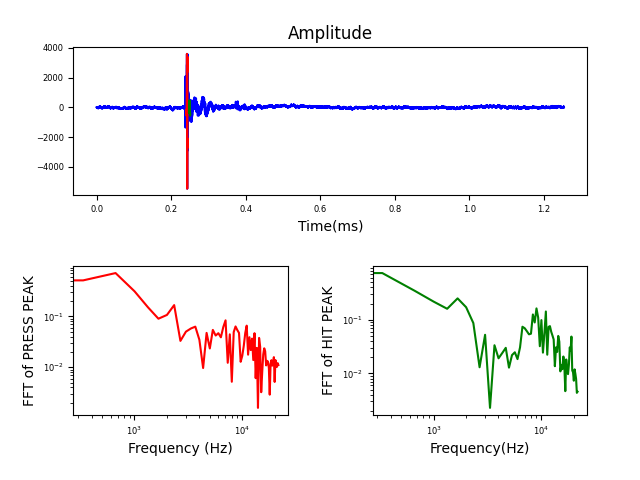 Amplitude
4000
2000
0
−2000
−4000
0.0 0.2 0.4 0.6 0.8 1.0 1.2
Time(ms)
FFT of PRESS PEAK
10⁻¹
10⁻²
10³ 10⁴
Frequency (Hz)
FFT of HIT PEAK
10⁻¹
10⁻²
10³ 10⁴
Frequency(Hz)